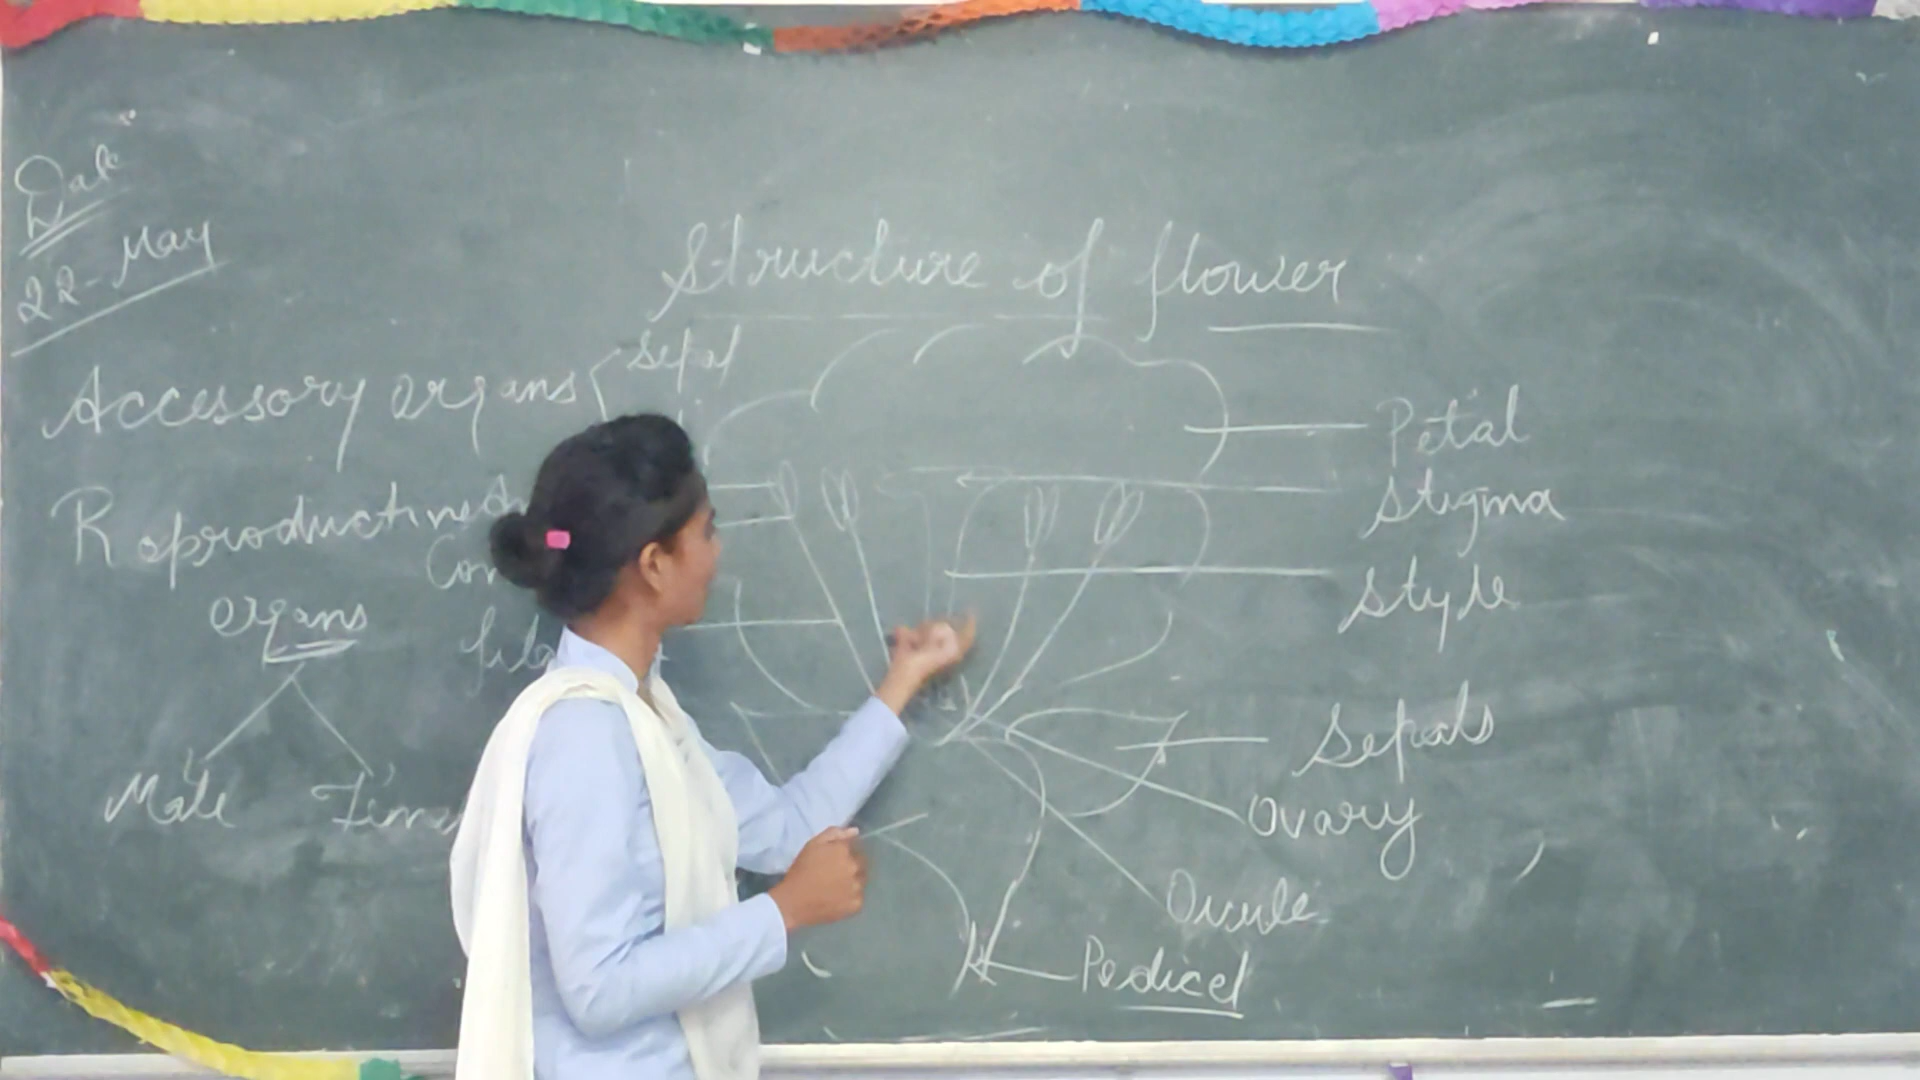 Date
22-May
Structure of flower
Accessory organs
Sepal
Petal
Stigma
Reproductive
organs
Style
Male
Sepals
Ovary
Ovule
Pedicel